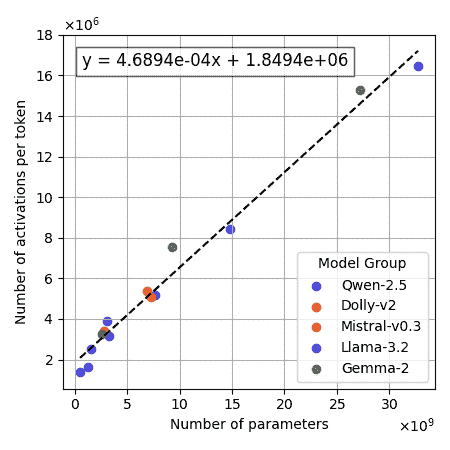 ×10⁶
18
y = 4.6894e-04x + 1.8494e+06
16
14
12
10
8
6
4
2
Number of activations per token
Model Group
Qwen-2.5
Dolly-v2
Mistral-v0.3
Llama-3.2
Gemma-2
0 5 10 15 20 25 30
Number of parameters
×10⁹